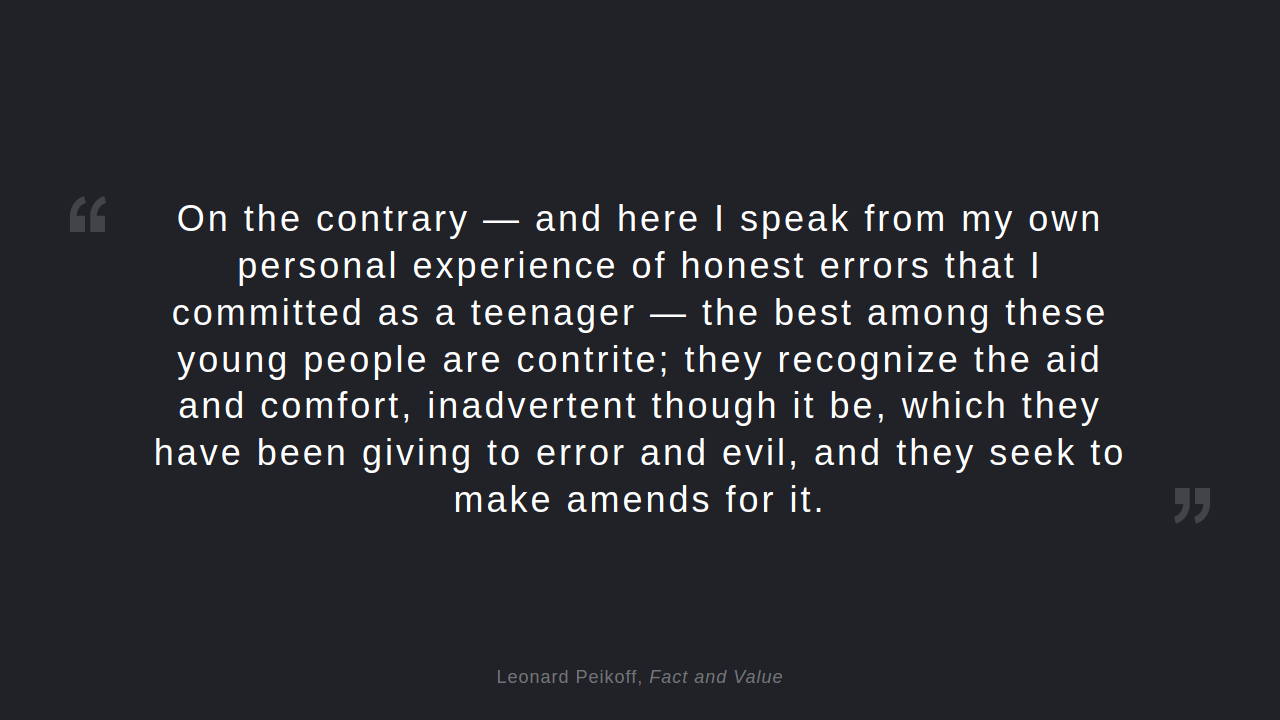 “
On the contrary — and here I speak from my own
personal experience of honest errors that I
committed as a teenager — the best among these
young people are contrite; they recognize the aid
and comfort, inadvertent though it be, which they
have been giving to error and evil, and they seek to
make amends for it.
”
Leonard Peikoff, Fact and Value